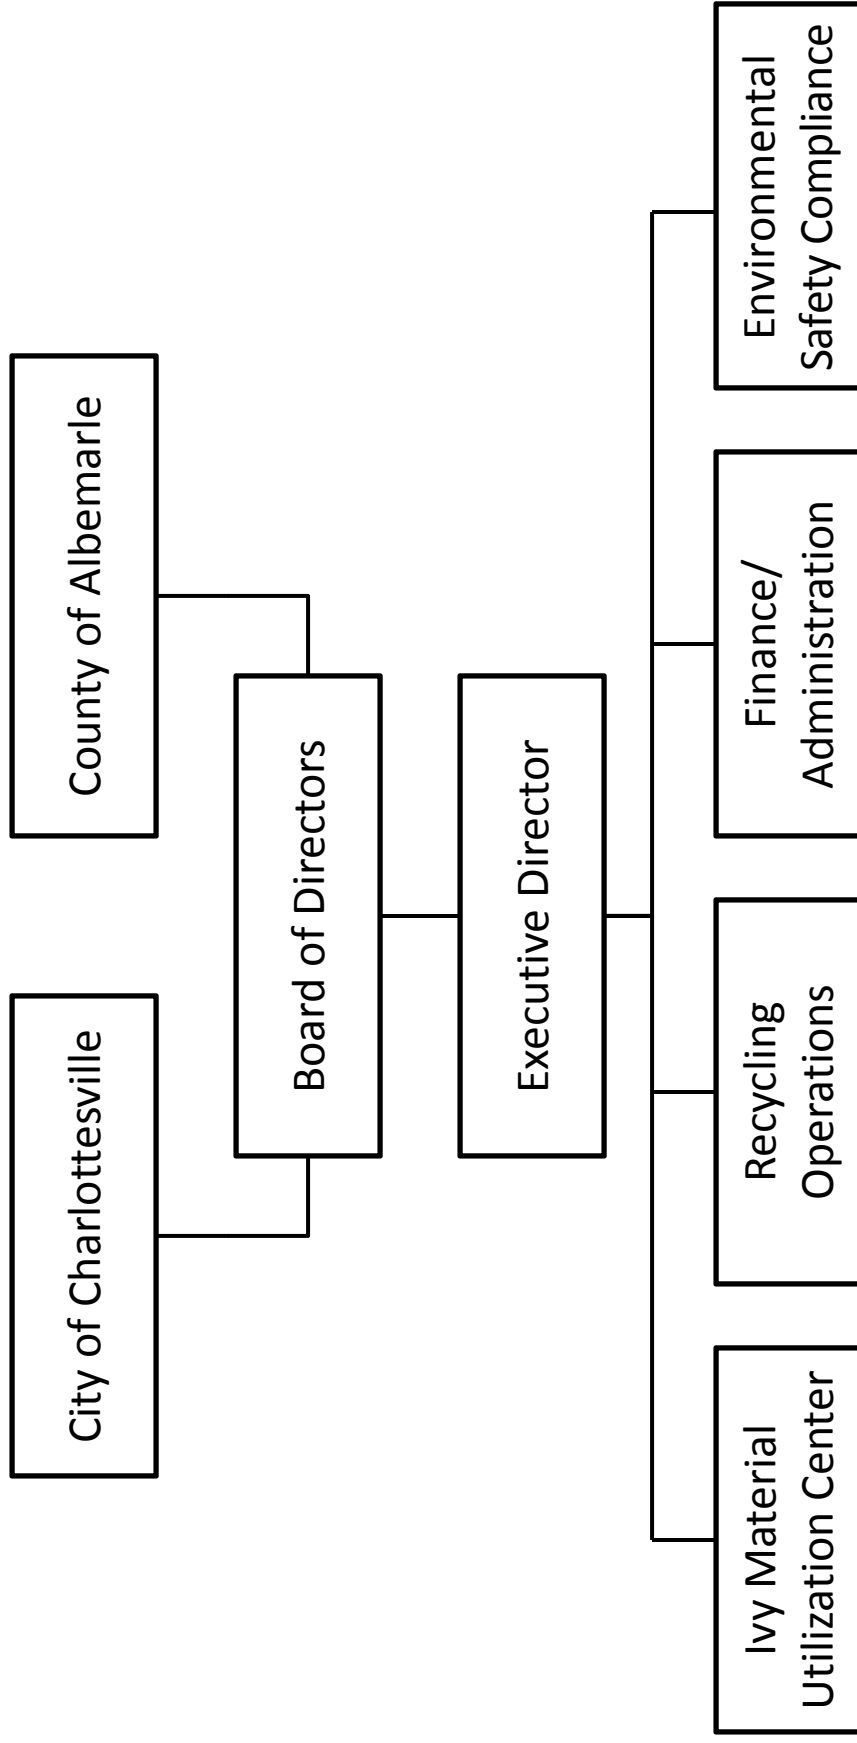 City of Charlottesville
County of Albemarle
Board of Directors
Executive Director
Ivy Material
Utilization Center
Recycling
Operations
Finance/
Administration
Environmental
Safety Compliance